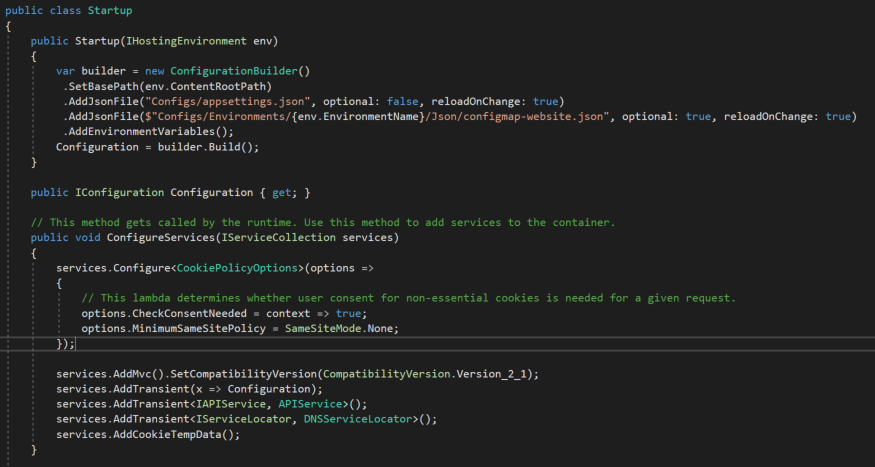 public class Startup
{
    public Startup(IHostingEnvironment env)
    {
        var builder = new ConfigurationBuilder()
         .SetBasePath(env.ContentRootPath)
         .AddJsonFile("Configs/appsettings.json", optional: false, reloadOnChange: true)
         .AddJsonFile($"Configs/Environments/{env.EnvironmentName}/Json/configmap-website.json", optional: true, reloadOnChange: true)
         .AddEnvironmentVariables();
        Configuration = builder.Build();
    }

    public IConfiguration Configuration { get; }

    // This method gets called by the runtime. Use this method to add services to the container.
    public void ConfigureServices(IServiceCollection services)
    {
        services.Configure<CookiePolicyOptions>(options =>
        {
            // This lambda determines whether user consent for non-essential cookies is needed for a given request.
            options.CheckConsentNeeded = context => true;
            options.MinimumSameSitePolicy = SameSiteMode.None;
        });

        services.AddMvc().SetCompatibilityVersion(CompatibilityVersion.Version_2_1);
        services.AddTransient(x => Configuration);
        services.AddTransient<IAPIService, APIService>();
        services.AddTransient<IServiceLocator, DNSServiceLocator>();
        services.AddCookieTempData();
    }